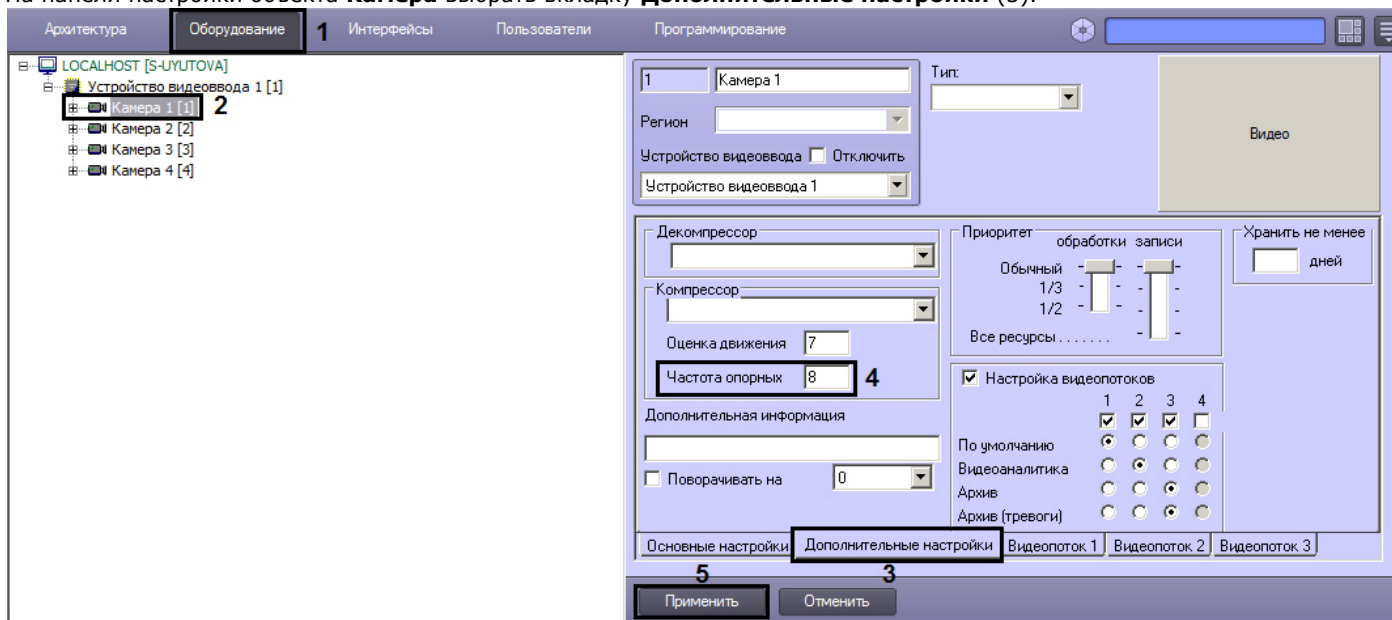 На панели настройки объекта Камера выбрать вкладку Дополнительные настройки (3).
Архитектура Оборудование 1 Интерфейсы Пользователи Программирование
LOCALHOST [S-UYUTOVA]
Устройство видеоввода 1 [1]
Камера 1 [1] 2
Камера 2 [2]
Камера 3 [3]
Камера 4 [4]
1 Камера 1
Тип:
Регион
Устройство видеоввода Отключить
Устройство видеоввода 1
Видео
Декомпрессор
Компрессор
Оценка движения 7
Частота опорных 8 4
Дополнительная информация
Поворачивать на 0
Приоритет
обработки записи
Обычный
1/3
1/2
Все ресурсы . . . . . . .
Хранить не менее
дней
Настройка видеопотоков
1 2 3 4
По умолчанию
Видеоаналитика
Архив
Архив (тревоги)
Основные настройки Дополнительные настройки Видеопоток 1 Видеопоток 2 Видеопоток 3
5 3
Применить Отменить